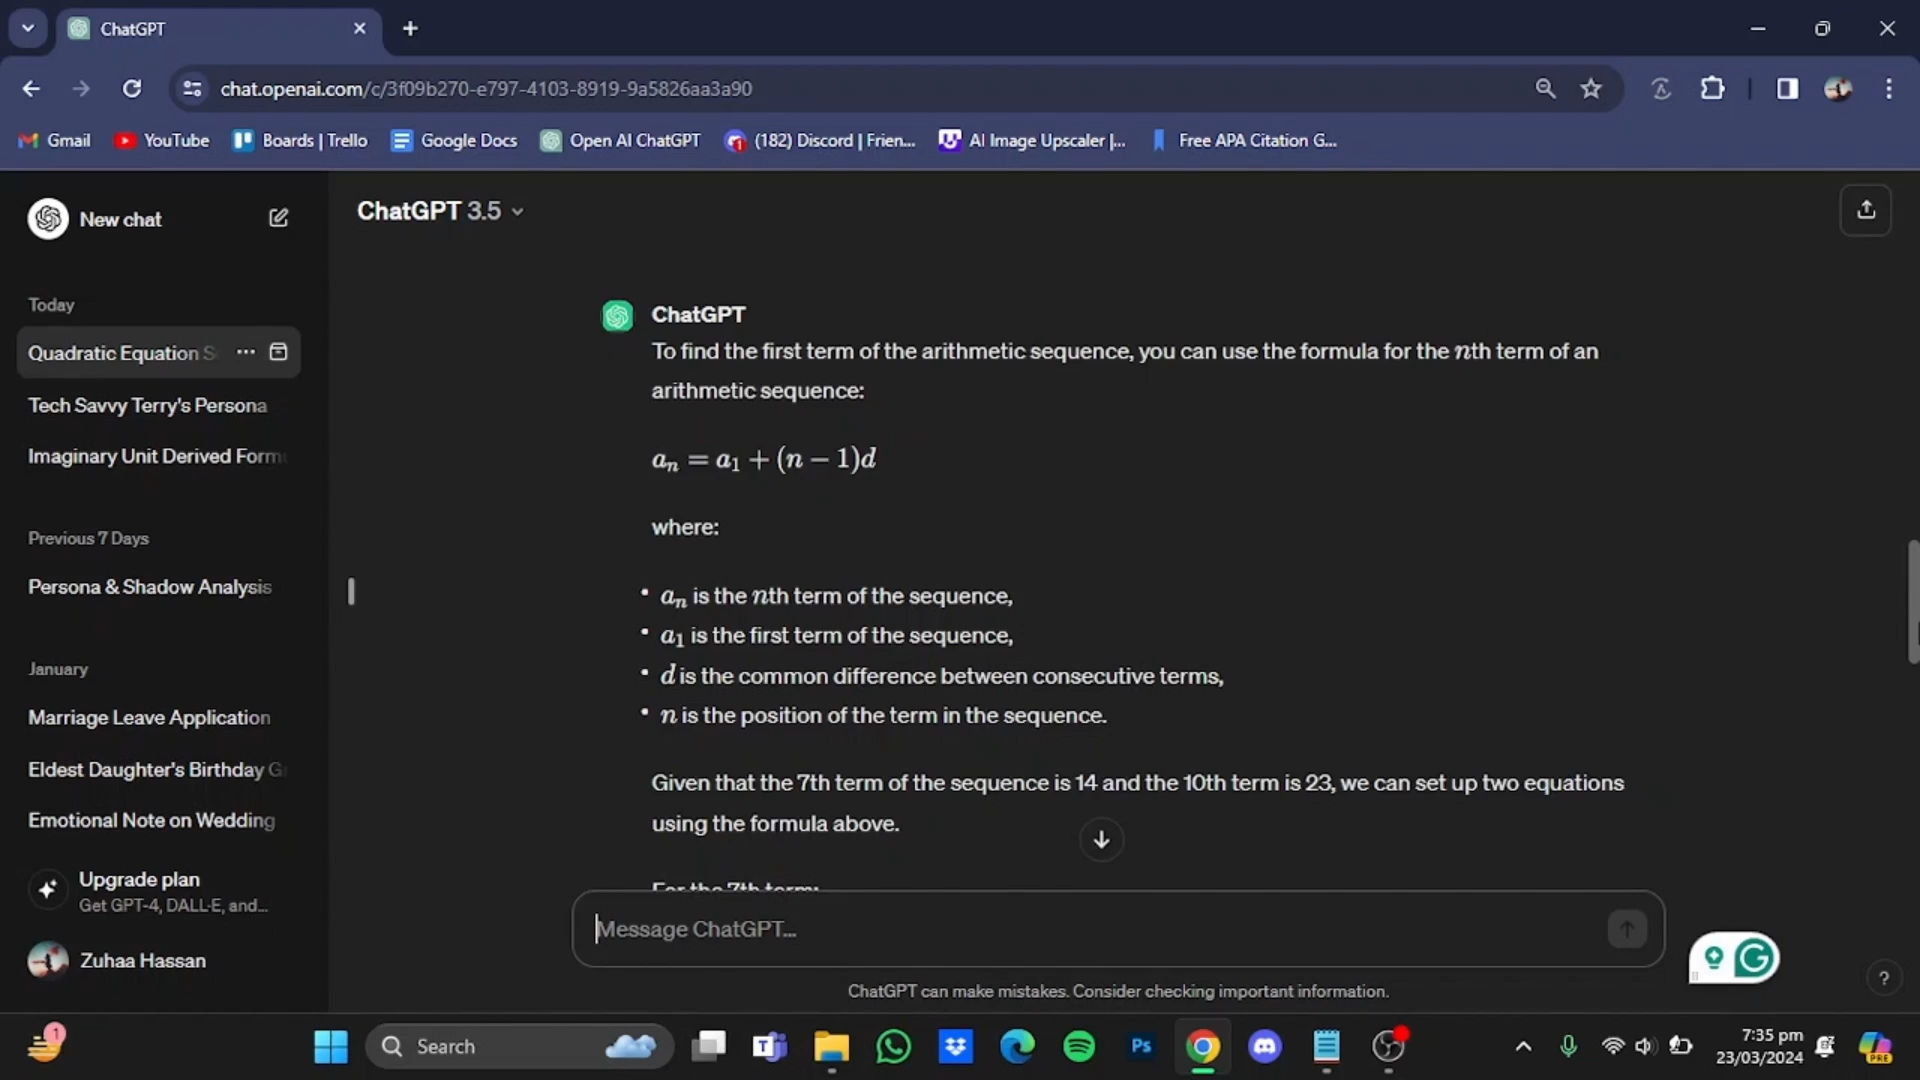 ChatGPT
chat.openai.com/c/3f09b270-e797-4103-8919-9a5826aa3a90
Gmail YouTube Boards | Trello Google Docs Open AI ChatGPT (182) Discord | Frien... AI Image Upscaler |... Free APA Citation G...
New chat
ChatGPT 3.5
Today
Quadratic Equation S
Tech Savvy Terry's Persona
Imaginary Unit Derived Form
Previous 7 Days
Persona & Shadow Analysis
January
Marriage Leave Application
Eldest Daughter's Birthday G
Emotional Note on Wedding
Upgrade plan
Get GPT-4, DALL·E, and...
Zuhaa Hassan
ChatGPT
To find the first term of the arithmetic sequence, you can use the formula for the nth term of an
arithmetic sequence:
aₙ = a₁ + (n − 1)d
where:
• aₙ is the nth term of the sequence,
• a₁ is the first term of the sequence,
• d is the common difference between consecutive terms,
• n is the position of the term in the sequence.
Given that the 7th term of the sequence is 14 and the 10th term is 23, we can set up two equations
using the formula above.
For the 7th term:
Message ChatGPT...
ChatGPT can make mistakes. Consider checking important information.
?
1
Search
T
Ps
7:35 pm
23/03/2024
PRE